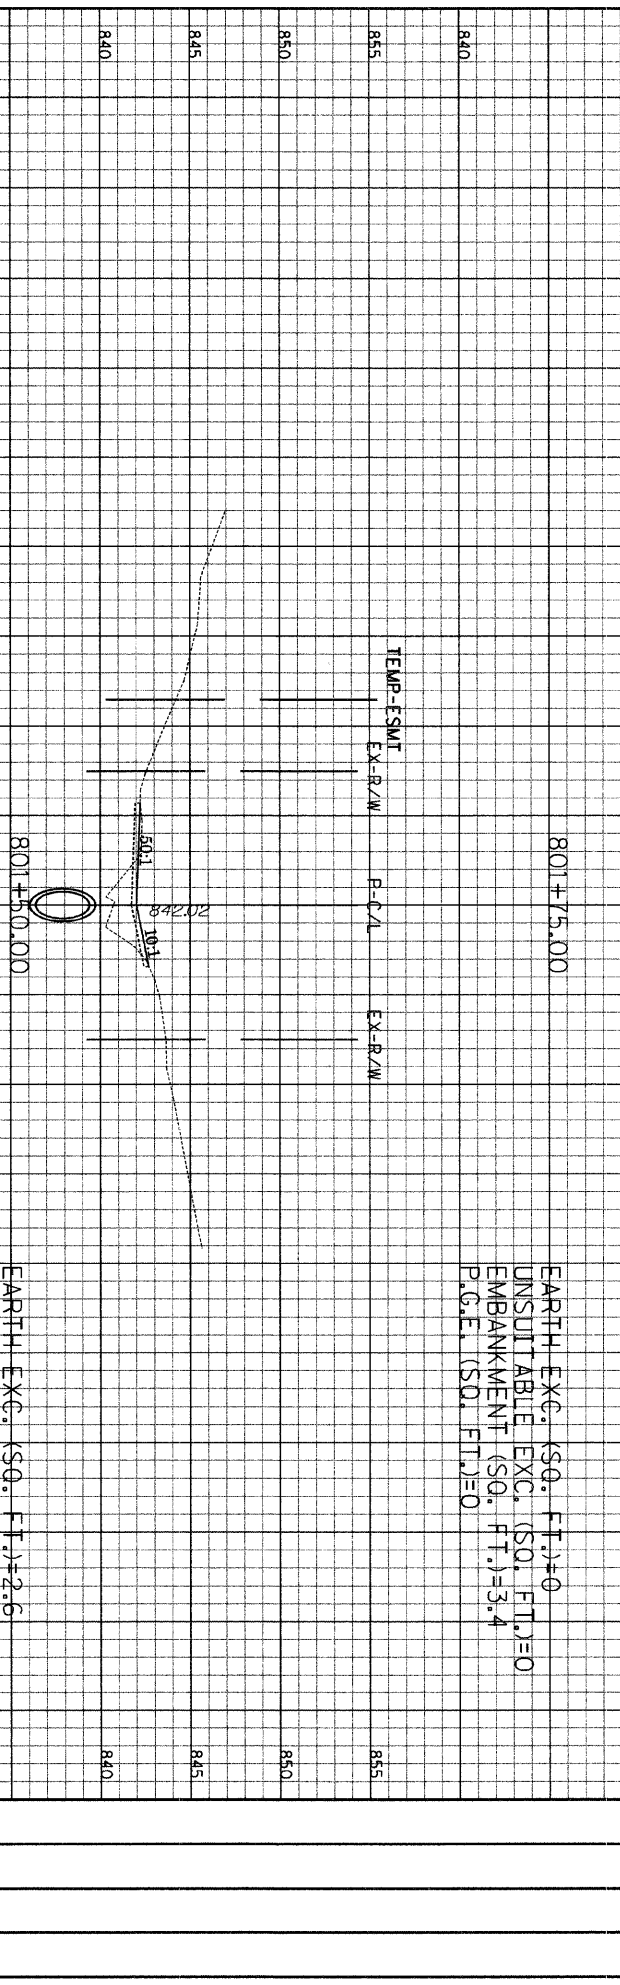 840
801+75.00
EARTH EXC. (SQ. FT.)=0
UNSUITABLE EXC. (SQ. FT.)=0
EMBANKMENT (SQ. FT.)=3.4
P.G.E. (SQ. FT.)=0
TEMP-ESMT
855
EX-R/W
P-C/L
EX-R/W
855
850
850
845
842.02
845
50:1
10:1
840
840
801+50.00
EARTH EXC. (SQ. FT.)=2.6